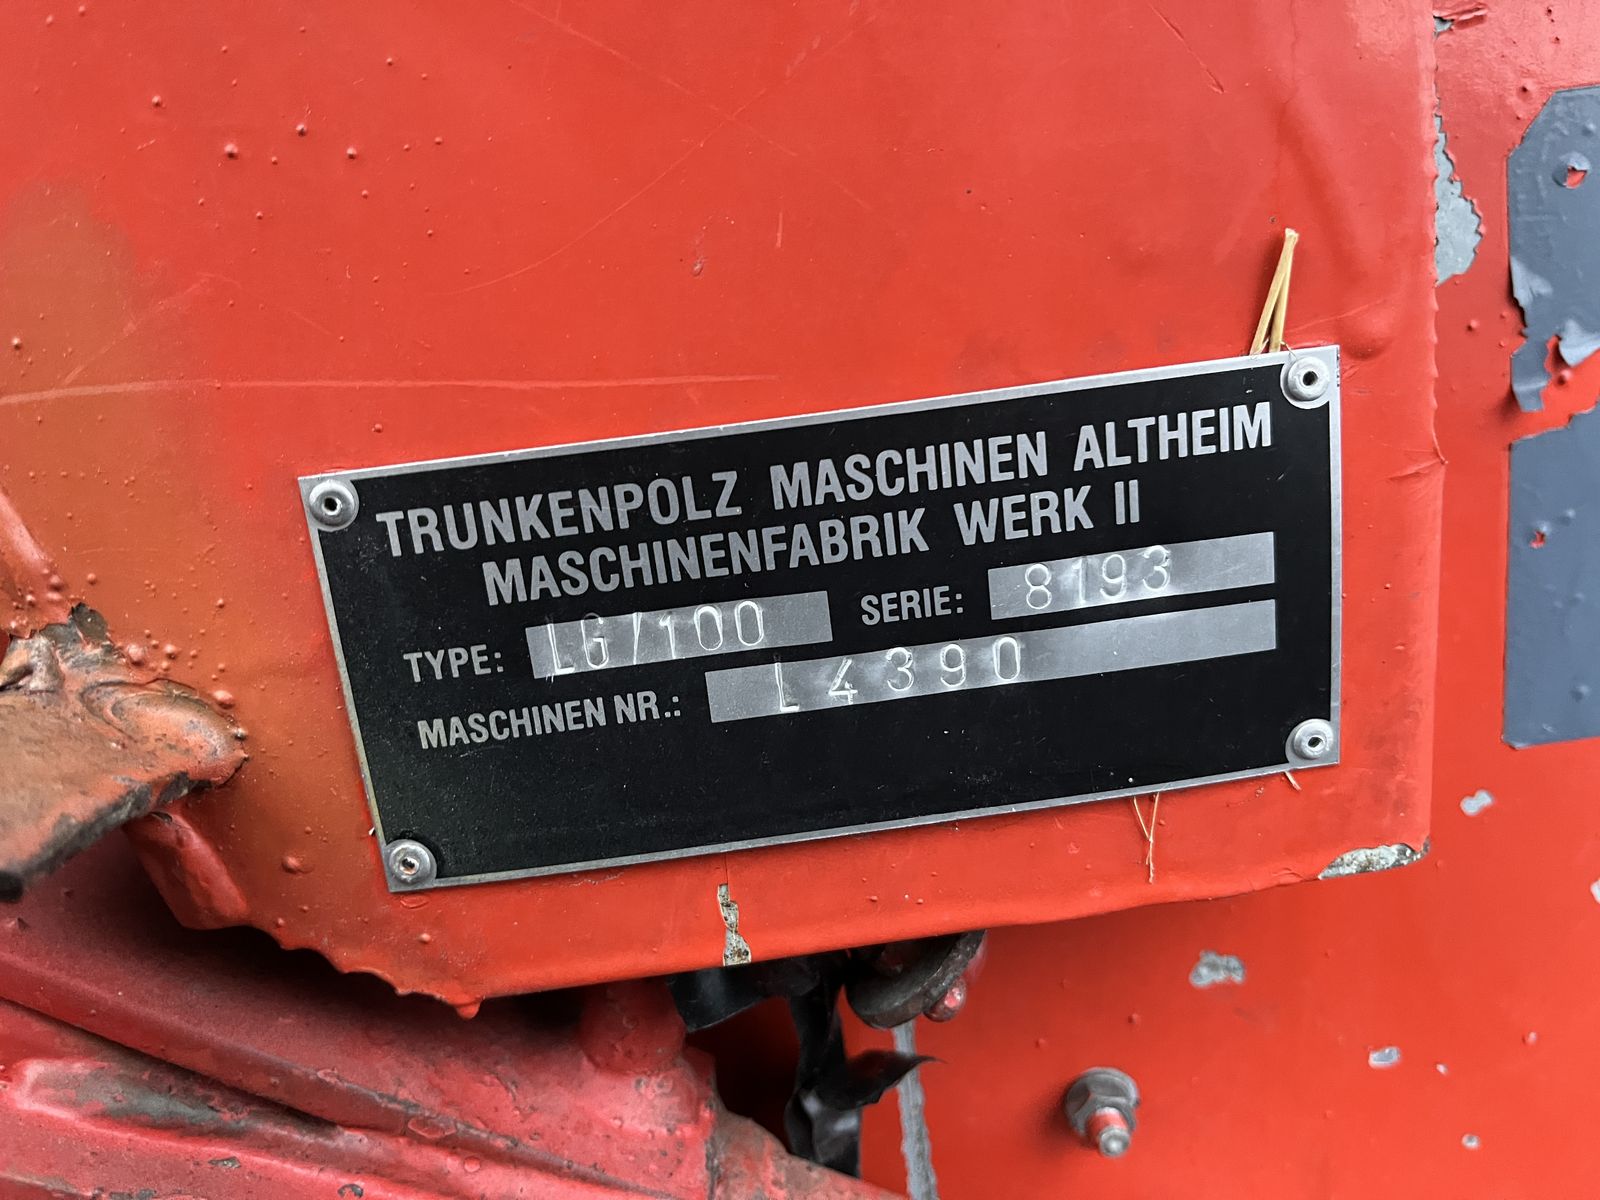 TRUNKENPOLZ MASCHINEN ALTHEIM
MASCHINENFABRIK WERK II
TYPE: LG/100 SERIE: 8193
MASCHINEN NR.: L4390